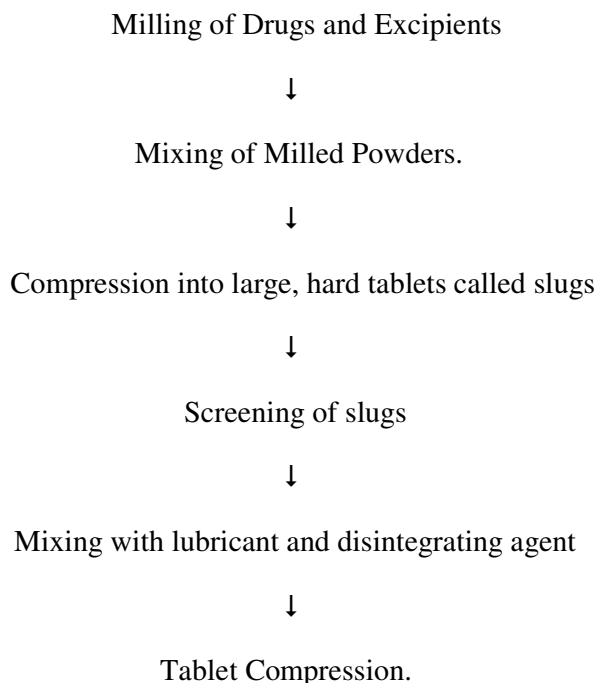 Milling of Drugs and Excipients
↓
Mixing of Milled Powders.
↓
Compression into large, hard tablets called slugs
↓
Screening of slugs
↓
Mixing with lubricant and disintegrating agent
↓
Tablet Compression.